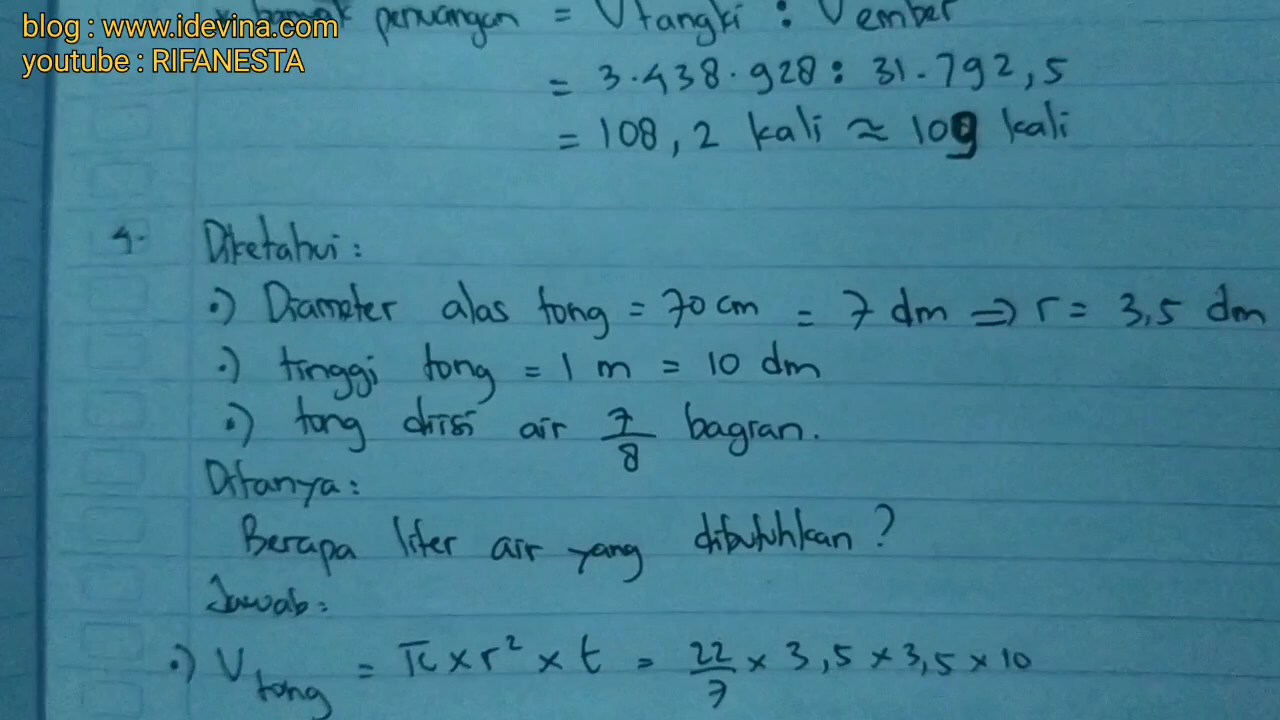 blog : www.idevina.com
youtube : RIFANESTA
banyak penuangan = V tangki : V ember
= 3.438.928 : 31.792,5
= 108,2 kali ≈ 109 kali
4. Diketahui :
•) Diameter alas tong = 70 cm = 7 dm ⇒ r = 3,5 dm
•) tinggi tong = 1 m = 10 dm
•) tong diisi air 7/8 bagian.
Ditanya :
Berapa liter air yang dibutuhkan ?
Jawab :
•) V tong = π × r² × t = 22/7 × 3,5 × 3,5 × 10